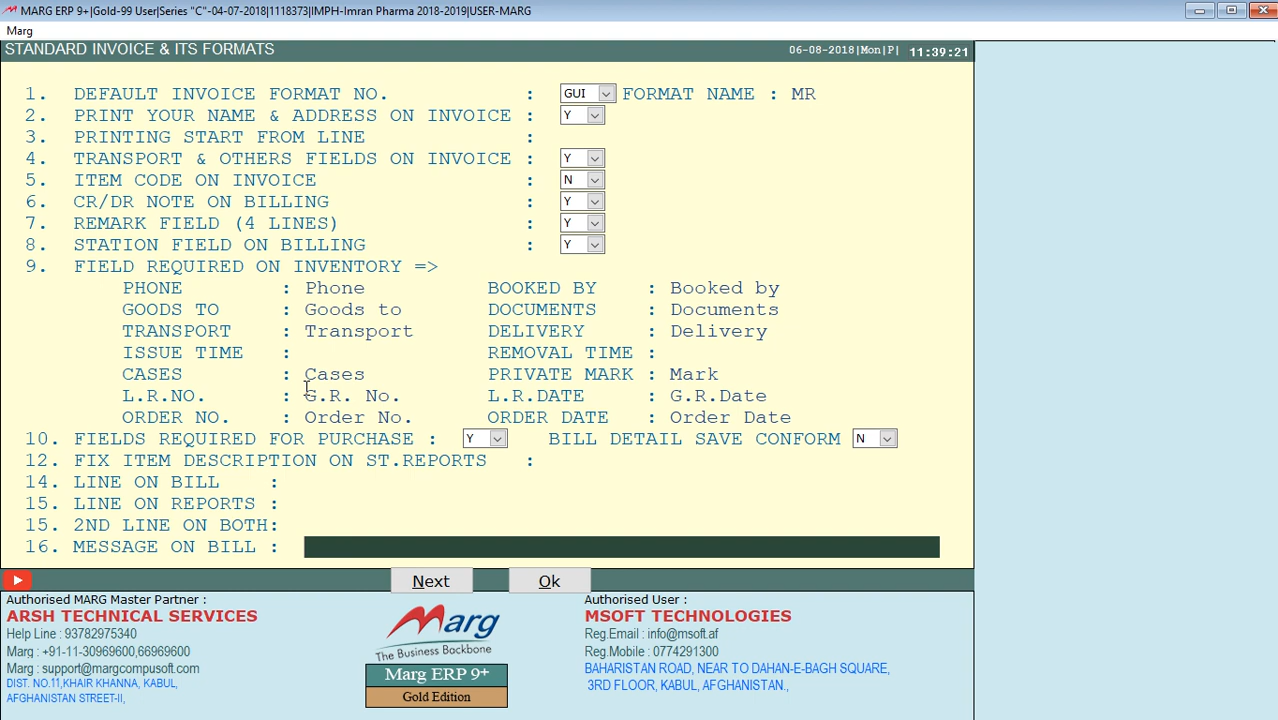 MARG ERP 9+|Gold-99 User|Series "C"-04-07-2018|1118373|IMPH-Imran Pharma 2018-2019|USER-MARG
Marg
STANDARD INVOICE & ITS FORMATS 06-08-2018|Mon|P| 11:39:21
1. DEFAULT INVOICE FORMAT NO. : GUI FORMAT NAME : MR
2. PRINT YOUR NAME & ADDRESS ON INVOICE : Y
3. PRINTING START FROM LINE :
4. TRANSPORT & OTHERS FIELDS ON INVOICE : Y
5. ITEM CODE ON INVOICE : N
6. CR/DR NOTE ON BILLING : Y
7. REMARK FIELD (4 LINES) : Y
8. STATION FIELD ON BILLING : Y
9. FIELD REQUIRED ON INVENTORY =>
PHONE : Phone BOOKED BY : Booked by
GOODS TO : Goods to DOCUMENTS : Documents
TRANSPORT : Transport DELIVERY : Delivery
ISSUE TIME : REMOVAL TIME :
CASES : Cases PRIVATE MARK : Mark
L.R.NO. : G.R. No. L.R.DATE : G.R.Date
ORDER NO. : Order No. ORDER DATE : Order Date
10. FIELDS REQUIRED FOR PURCHASE : Y BILL DETAIL SAVE CONFORM N
12. FIX ITEM DESCRIPTION ON ST.REPORTS :
14. LINE ON BILL :
15. LINE ON REPORTS :
15. 2ND LINE ON BOTH:
16. MESSAGE ON BILL :
Next Ok
Authorised MARG Master Partner :
ARSH TECHNICAL SERVICES
Help Line : 93782975340
Marg : +91-11-30969600,66969600
Marg : support@margcompusoft.com
DIST. NO.11,KHAIR KHANNA, KABUL,
AFGHANISTAN STREET-II,
Marg
The Business Backbone
Marg ERP 9+
Gold Edition
Authorised User :
MSOFT TECHNOLOGIES
Reg.Email : info@msoft.af
Reg.Mobile : 0774291300
BAHARISTAN ROAD, NEAR TO DAHAN-E-BAGH SQUARE,
3RD FLOOR, KABUL, AFGHANISTAN.,